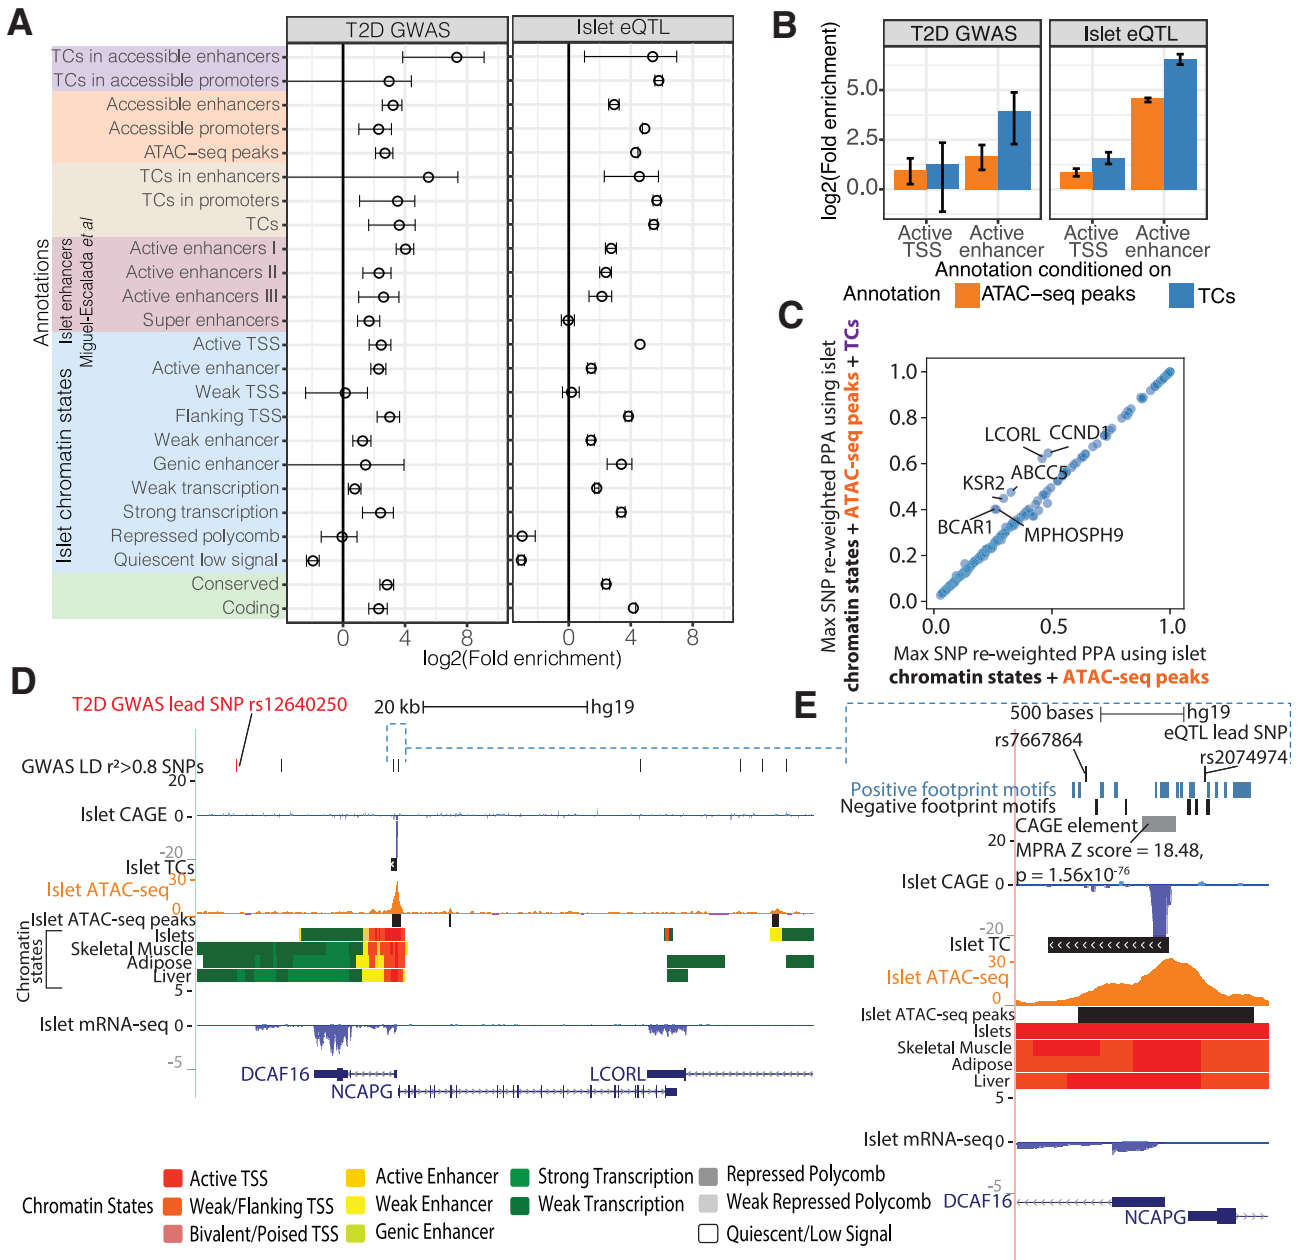 A
T2D GWAS
Islet eQTL
TCs in accessible enhancers
TCs in accessible promoters
Accessible enhancers
Accessible promoters
ATAC−seq peaks
TCs in enhancers
TCs in promoters
TCs
Active enhancers I
Active enhancers II
Active enhancers III
Super enhancers
Active TSS
Active enhancer
Weak TSS
Flanking TSS
Weak enhancer
Genic enhancer
Weak transcription
Strong transcription
Repressed polycomb
Quiescent low signal
Conserved
Coding
Annotations
Islet enhancers
Miguel-Escalada et al
Islet chromatin states
0 4 8
0 4 8
log2(Fold enrichment)
B
T2D GWAS
Islet eQTL
log2(Fold enrichment)
5.0
2.5
0.0
Active TSS
Active enhancer
Active TSS
Active enhancer
Annotation conditioned on
Annotation
ATAC−seq peaks
TCs
C
Max SNP re-weighted PPA using islet
chromatin states + ATAC-seq peaks + TCs
1.0
0.8
0.6
0.4
0.2
0.0
LCORL
CCND1
KSR2
ABCC5
BCAR1
MPHOSPH9
0.0 0.5 1.0
Max SNP re-weighted PPA using islet
chromatin states + ATAC-seq peaks
D
T2D GWAS lead SNP rs12640250
20 kb
hg19
GWAS LD r²>0.8 SNPs
20
Islet CAGE 0
-20
Islet TCs
30
Islet ATAC-seq
0
Islet ATAC-seq peaks
Chromatin states
Islets
Skeletal Muscle
Adipose
Liver
5
Islet mRNA-seq 0
-5
DCAF16
NCAPG
LCORL
E
500 bases
hg19
rs7667864
eQTL lead SNP
rs2074974
Positive footprint motifs
Negative footprint motifs
CAGE element
20
MPRA Z score = 18.48,
p = 1.56x10⁻⁷⁶
Islet CAGE 0
-20
Islet TC
30
Islet ATAC-seq
0
Islet ATAC-seq peaks
Islets
Skeletal Muscle
Adipose
Liver
5
Islet mRNA-seq 0
-5
DCAF16
NCAPG
Chromatin States
Active TSS
Weak/Flanking TSS
Bivalent/Poised TSS
Active Enhancer
Weak Enhancer
Genic Enhancer
Strong Transcription
Weak Transcription
Repressed Polycomb
Weak Repressed Polycomb
Quiescent/Low Signal